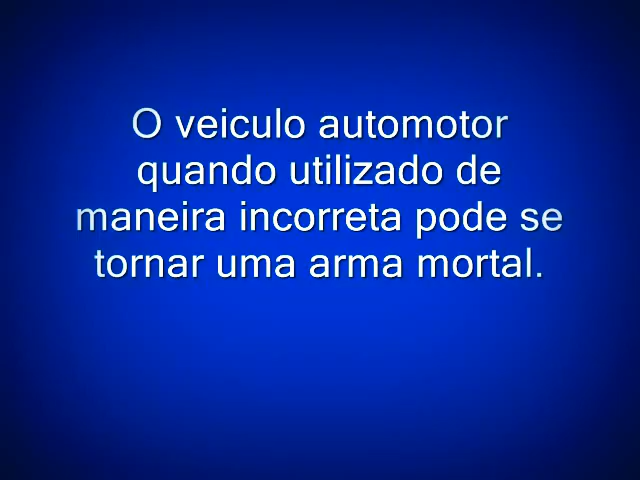 O veiculo automotor
quando utilizado de
maneira incorreta pode se
tornar uma arma mortal.